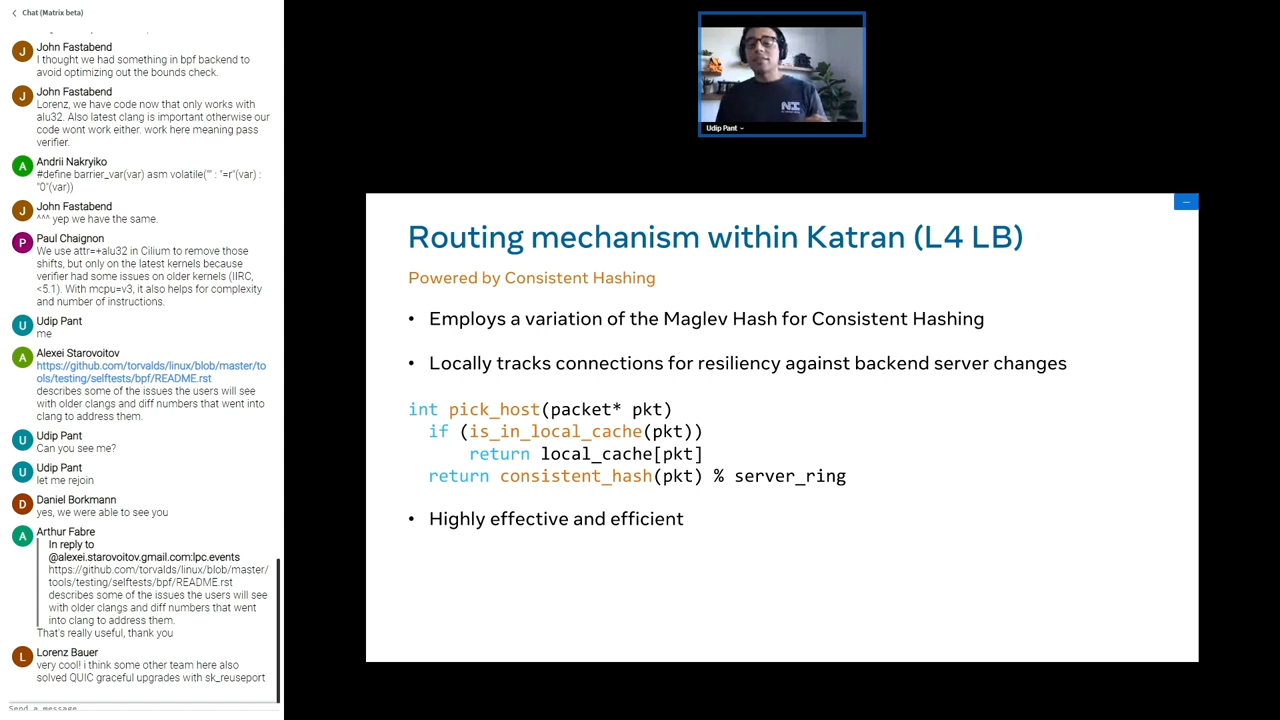 Chat (Matrix beta)
John Fastabend
I thought we had something in bpf backend to
avoid optimizing out the bounds check.
John Fastabend
Lorenz, we have code now that only works with
alu32. Also latest clang is important otherwise our
code wont work either. work here meaning pass
verifier.
Andrii Nakryiko
#define barrier_var(var) asm volatile("" : "=r"(var) :
"0"(var))
John Fastabend
^^^ yep we have the same.
Paul Chaignon
We use attr=+alu32 in Cilium to remove those
shifts, but only on the latest kernels because
verifier had some issues on older kernels (IIRC,
<5.1). With mcpu=v3, it also helps for complexity
and number of instructions.
Udip Pant
me
Alexei Starovoitov
https://github.com/torvalds/linux/blob/master/to
ols/testing/selftests/bpf/README.rst
describes some of the issues the users will see
with older clangs and diff numbers that went into
clang to address them.
Udip Pant
Can you see me?
Udip Pant
let me rejoin
Daniel Borkmann
yes, we were able to see you
Arthur Fabre
In reply to
@alexei.starovoitov.gmail.com:lpc.events
https://github.com/torvalds/linux/blob/master/
tools/testing/selftests/bpf/README.rst
describes some of the issues the users will see
with older clangs and diff numbers that went
into clang to address them.
That's really useful, thank you
Lorenz Bauer
very cool! i think some other team here also
solved QUIC graceful upgrades with sk_reuseport
Send a message
Udip Pant
Routing mechanism within Katran (L4 LB)
Powered by Consistent Hashing
• Employs a variation of the Maglev Hash for Consistent Hashing
• Locally tracks connections for resiliency against backend server changes
int pick_host(packet* pkt)
if (is_in_local_cache(pkt))
return local_cache[pkt]
return consistent_hash(pkt) % server_ring
• Highly effective and efficient